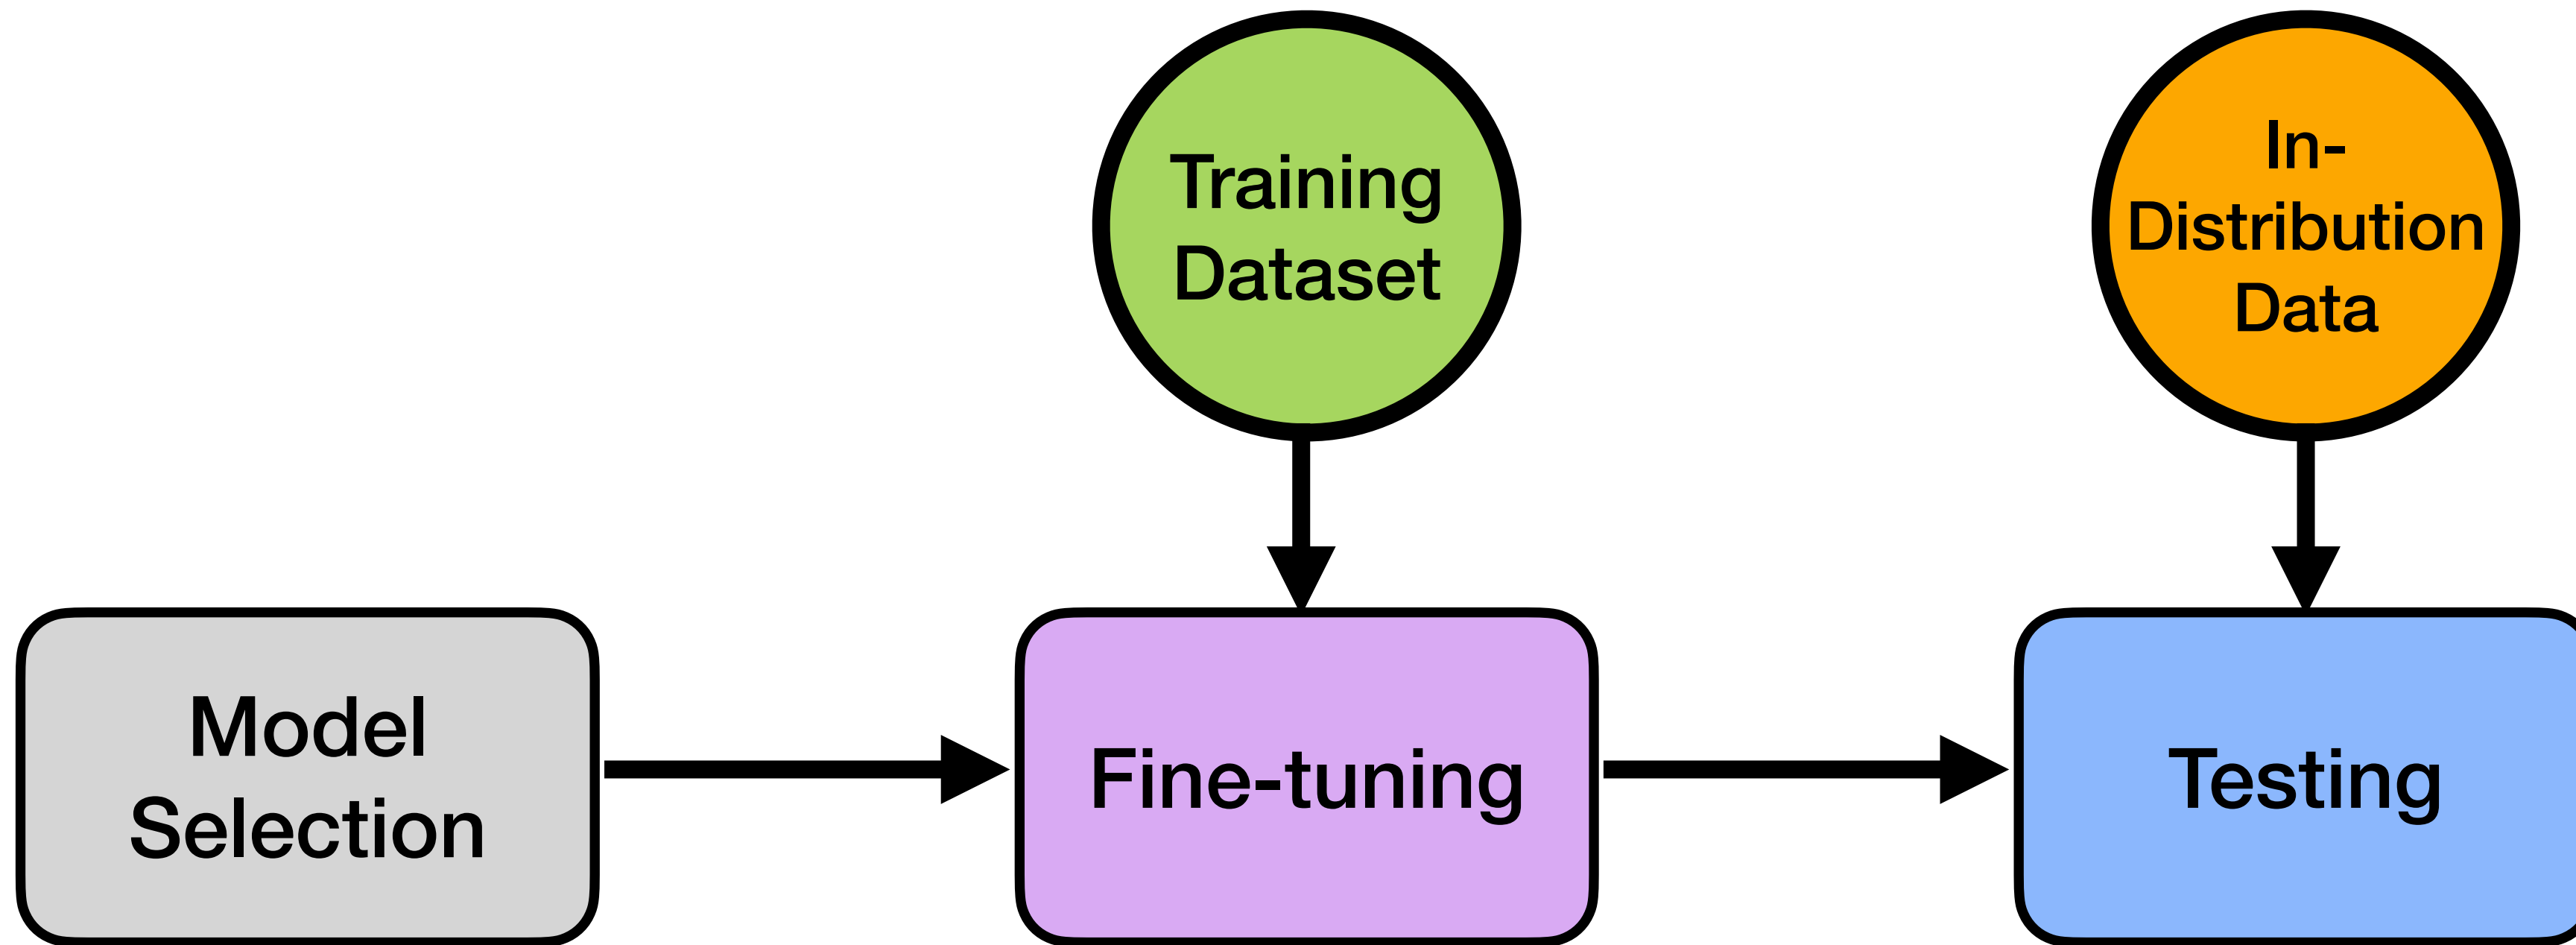 Training
Dataset
In-
Distribution
Data
Model
Selection
Fine-tuning
Testing